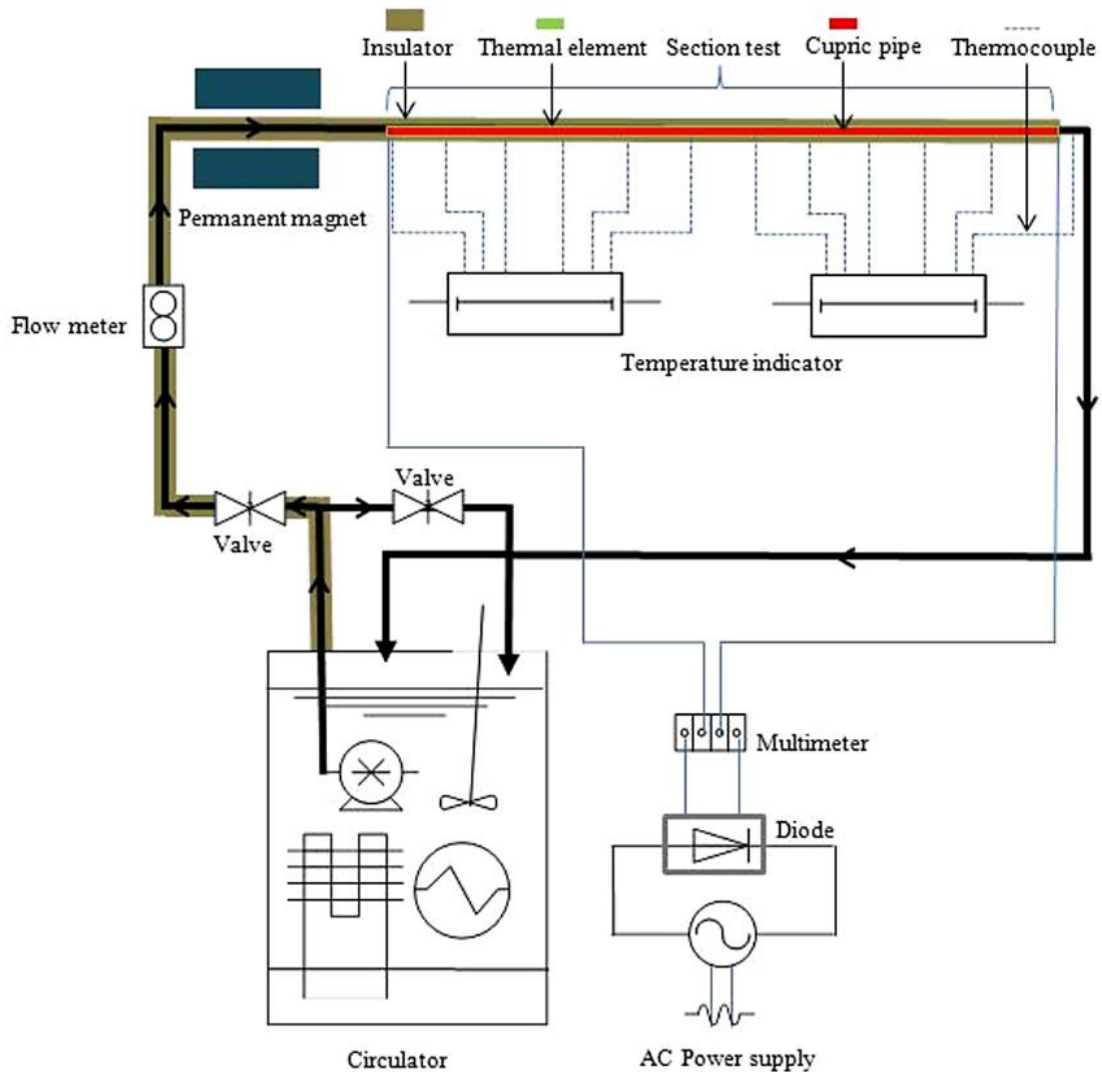 Insulator
Thermal element
Section test
Cupric pipe
Thermocouple
Permanent magnet
Flow meter
Temperature indicator
Valve
Valve
Multimeter
Diode
Circulator
AC Power supply